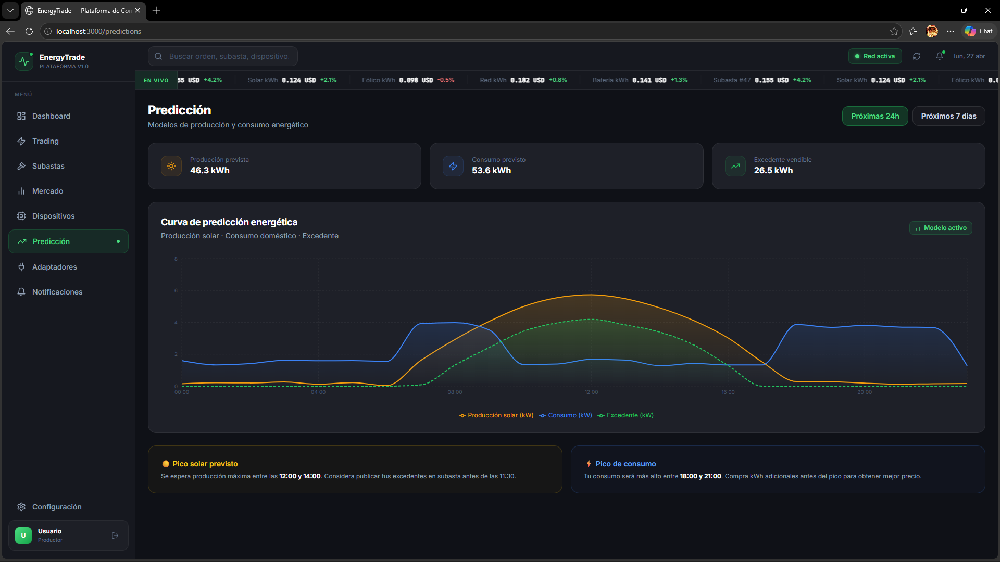 EnergyTrade — Plataforma de Con
localhost:3000/predictions
Chat
EnergyTrade
PLATAFORMA V1.0
Buscar orden, subasta, dispositivo.
Red activa
lun, 27 abr
EN VIVO
55 USD +4.2%
Solar kWh 0.124 USD +2.1%
Eólico kWh 0.098 USD -0.5%
Red kWh 0.182 USD +0.8%
Batería kWh 0.141 USD +1.3%
Subasta #47 0.155 USD +4.2%
Solar kWh 0.124 USD +2.1%
Eólico kWh 0.0
MENÚ
Dashboard
Trading
Subastas
Mercado
Dispositivos
Predicción
Adaptadores
Notificaciones
Configuración
U
Usuario
Productor
Predicción
Modelos de producción y consumo energético
Próximas 24h
Próximos 7 días
Producción prevista
46.3 kWh
Consumo previsto
53.6 kWh
Excedente vendible
26.5 kWh
Curva de predicción energética
Producción solar · Consumo doméstico · Excedente
Modelo activo
8
6
4
2
0
00:00
04:00
08:00
12:00
16:00
20:00
Producción solar (kW)
Consumo (kW)
Excedente (kW)
Pico solar previsto
Se espera producción máxima entre las 12:00 y 14:00. Considera publicar tus excedentes en subasta antes de las 11:30.
Pico de consumo
Tu consumo será más alto entre 18:00 y 21:00. Compra kWh adicionales antes del pico para obtener mejor precio.